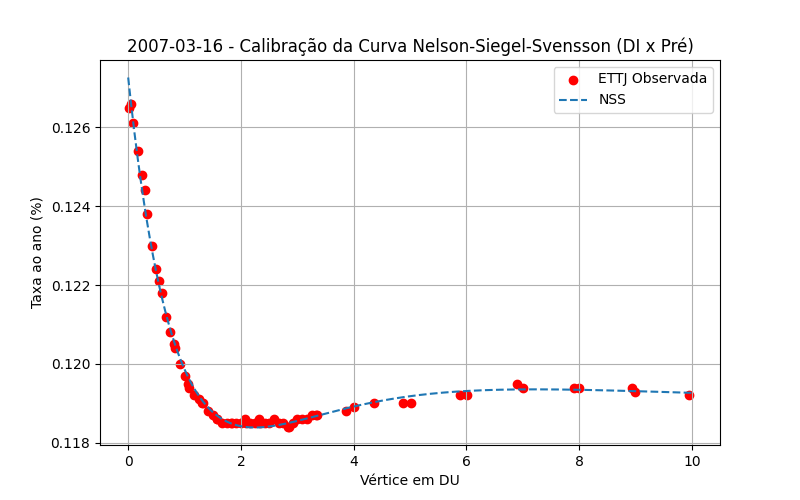 2007-03-16 - Calibração da Curva Nelson-Siegel-Svensson (DI x Pré)
ETTJ Observada
NSS
Taxa ao ano (%)
0.126
0.124
0.122
0.120
0.118
0 2 4 6 8 10
Vértice em DU